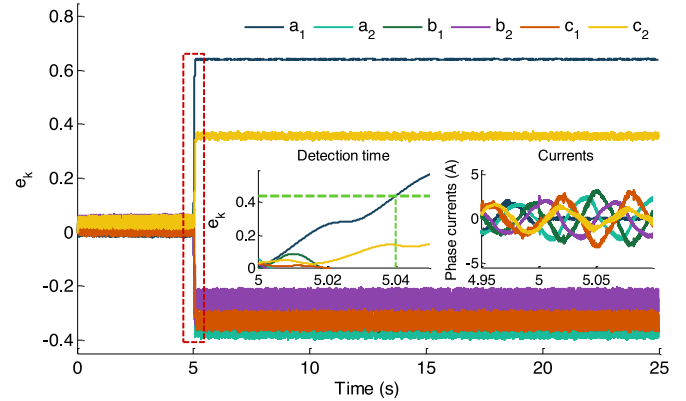 0.8
a1 a2 b1 b2 c1 c2
0.6
0.4
0.2
0
-0.2
-0.4
ek
Detection time
0.4
0.2
0
ek
5 5.02 5.04
Currents
5
0
-5
Phase currents (A)
4.95 5 5.05
0 5 10 15 20 25
Time (s)